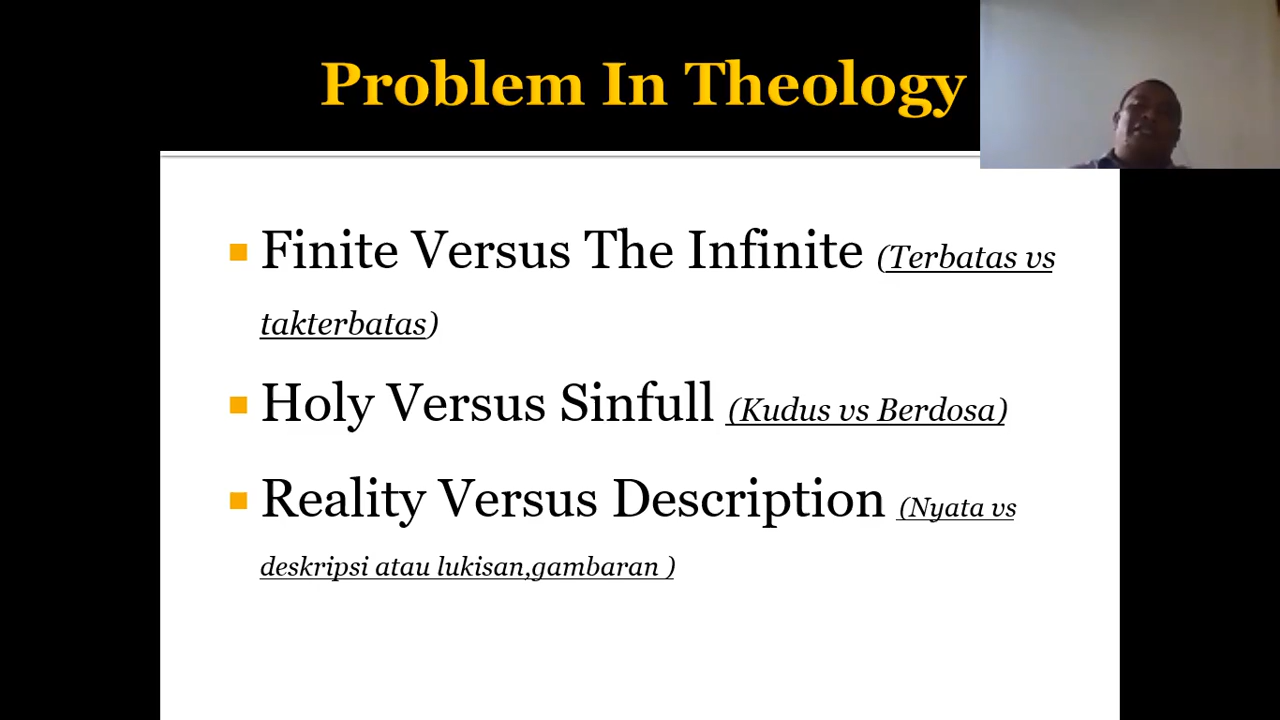 Problem In Theology
Finite Versus The Infinite (Terbatas vs
takterbatas)
Holy Versus Sinfull (Kudus vs Berdosa)
Reality Versus Description (Nyata vs
deskripsi atau lukisan,gambaran )